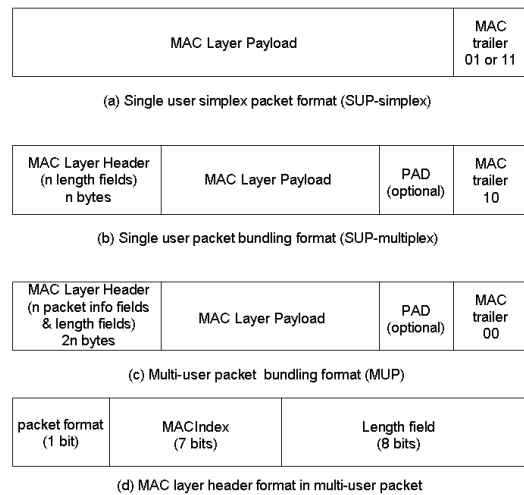 MAC Layer Payload
MAC
trailer
01 or 11
(a) Single user simplex packet format (SUP-simplex)
MAC Layer Header
(n length fields)
n bytes
MAC Layer Payload
PAD
(optional)
MAC
trailer
10
(b) Single user packet bundling format (SUP-multiplex)
MAC Layer Header
(n packet info fields
& length fields)
2n bytes
MAC Layer Payload
PAD
(optional)
MAC
trailer
00
(c) Multi-user packet bundling format (MUP)
packet format
(1 bit)
MACIndex
(7 bits)
Length field
(8 bits)
(d) MAC layer header format in multi-user packet